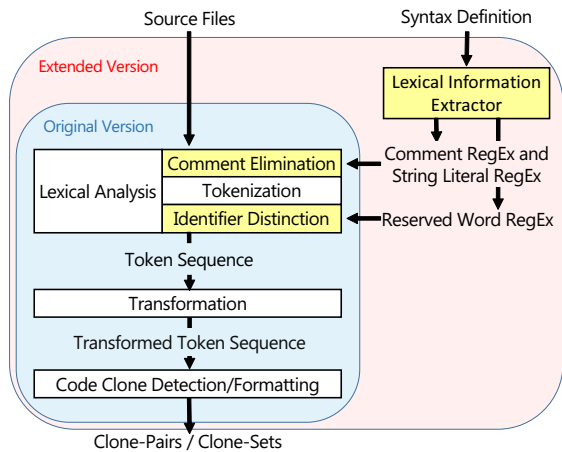 Source Files
Syntax Definition
Extended Version
Lexical Information
Extractor
Original Version
Lexical Analysis
Comment Elimination
Tokenization
Identifier Distinction
Comment RegEx and
String Literal RegEx
Reserved Word RegEx
Token Sequence
Transformation
Transformed Token Sequence
Code Clone Detection/Formatting
Clone-Pairs / Clone-Sets